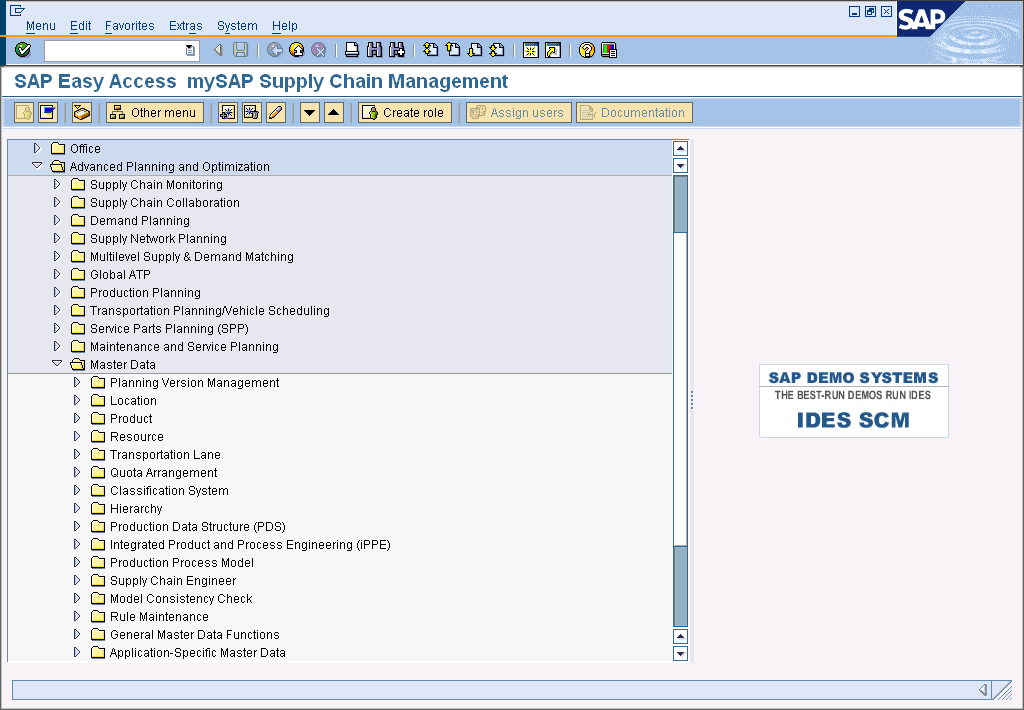 Menu Edit Favorites Extras System Help
SAP
SAP Easy Access mySAP Supply Chain Management
Other menu Create role Assign users Documentation
Office
Advanced Planning and Optimization
Supply Chain Monitoring
Supply Chain Collaboration
Demand Planning
Supply Network Planning
Multilevel Supply & Demand Matching
Global ATP
Production Planning
Transportation Planning/Vehicle Scheduling
Service Parts Planning (SPP)
Maintenance and Service Planning
Master Data
Planning Version Management
Location
Product
Resource
Transportation Lane
Quota Arrangement
Classification System
Hierarchy
Production Data Structure (PDS)
Integrated Product and Process Engineering (iPPE)
Production Process Model
Supply Chain Engineer
Model Consistency Check
Rule Maintenance
General Master Data Functions
Application-Specific Master Data
SAP DEMO SYSTEMS
THE BEST-RUN DEMOS RUN IDES
IDES SCM